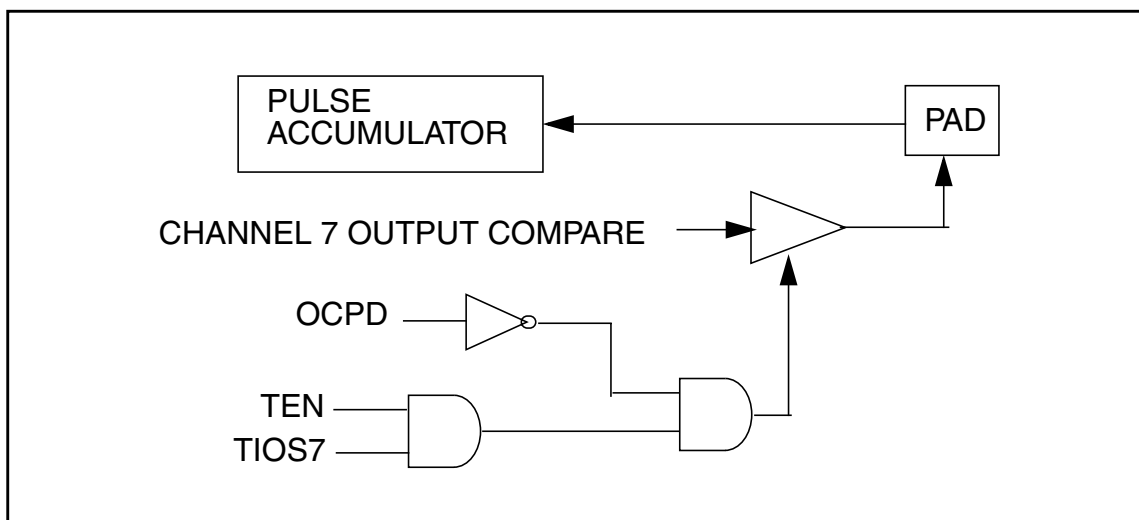 PULSE
ACCUMULATOR
PAD
CHANNEL 7 OUTPUT COMPARE
OCPD
TEN
TIOS7